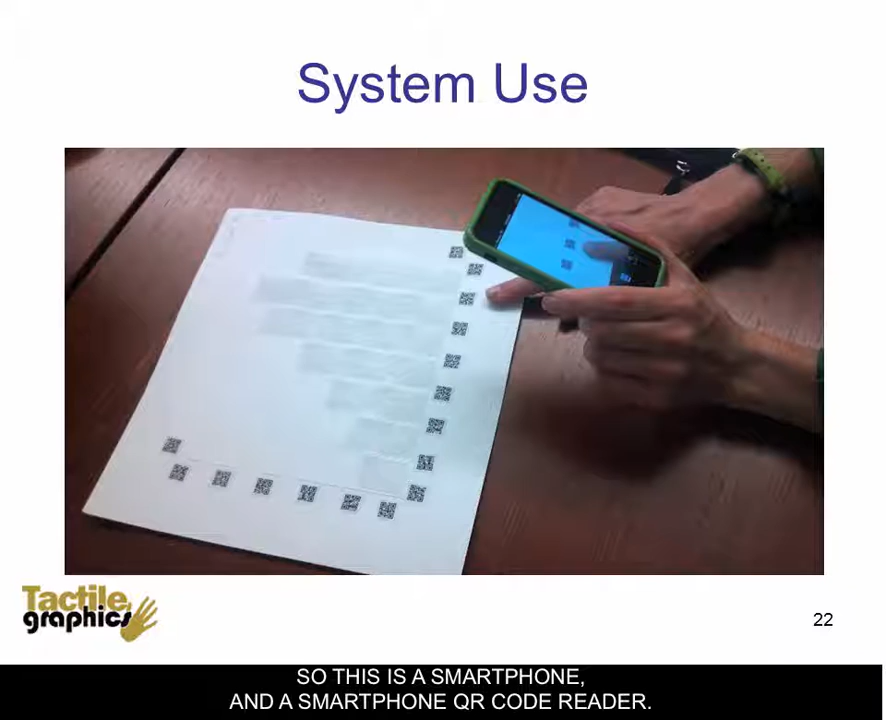 System Use
Tactile
graphics
22
SO THIS IS A SMARTPHONE,
AND A SMARTPHONE QR CODE READER.